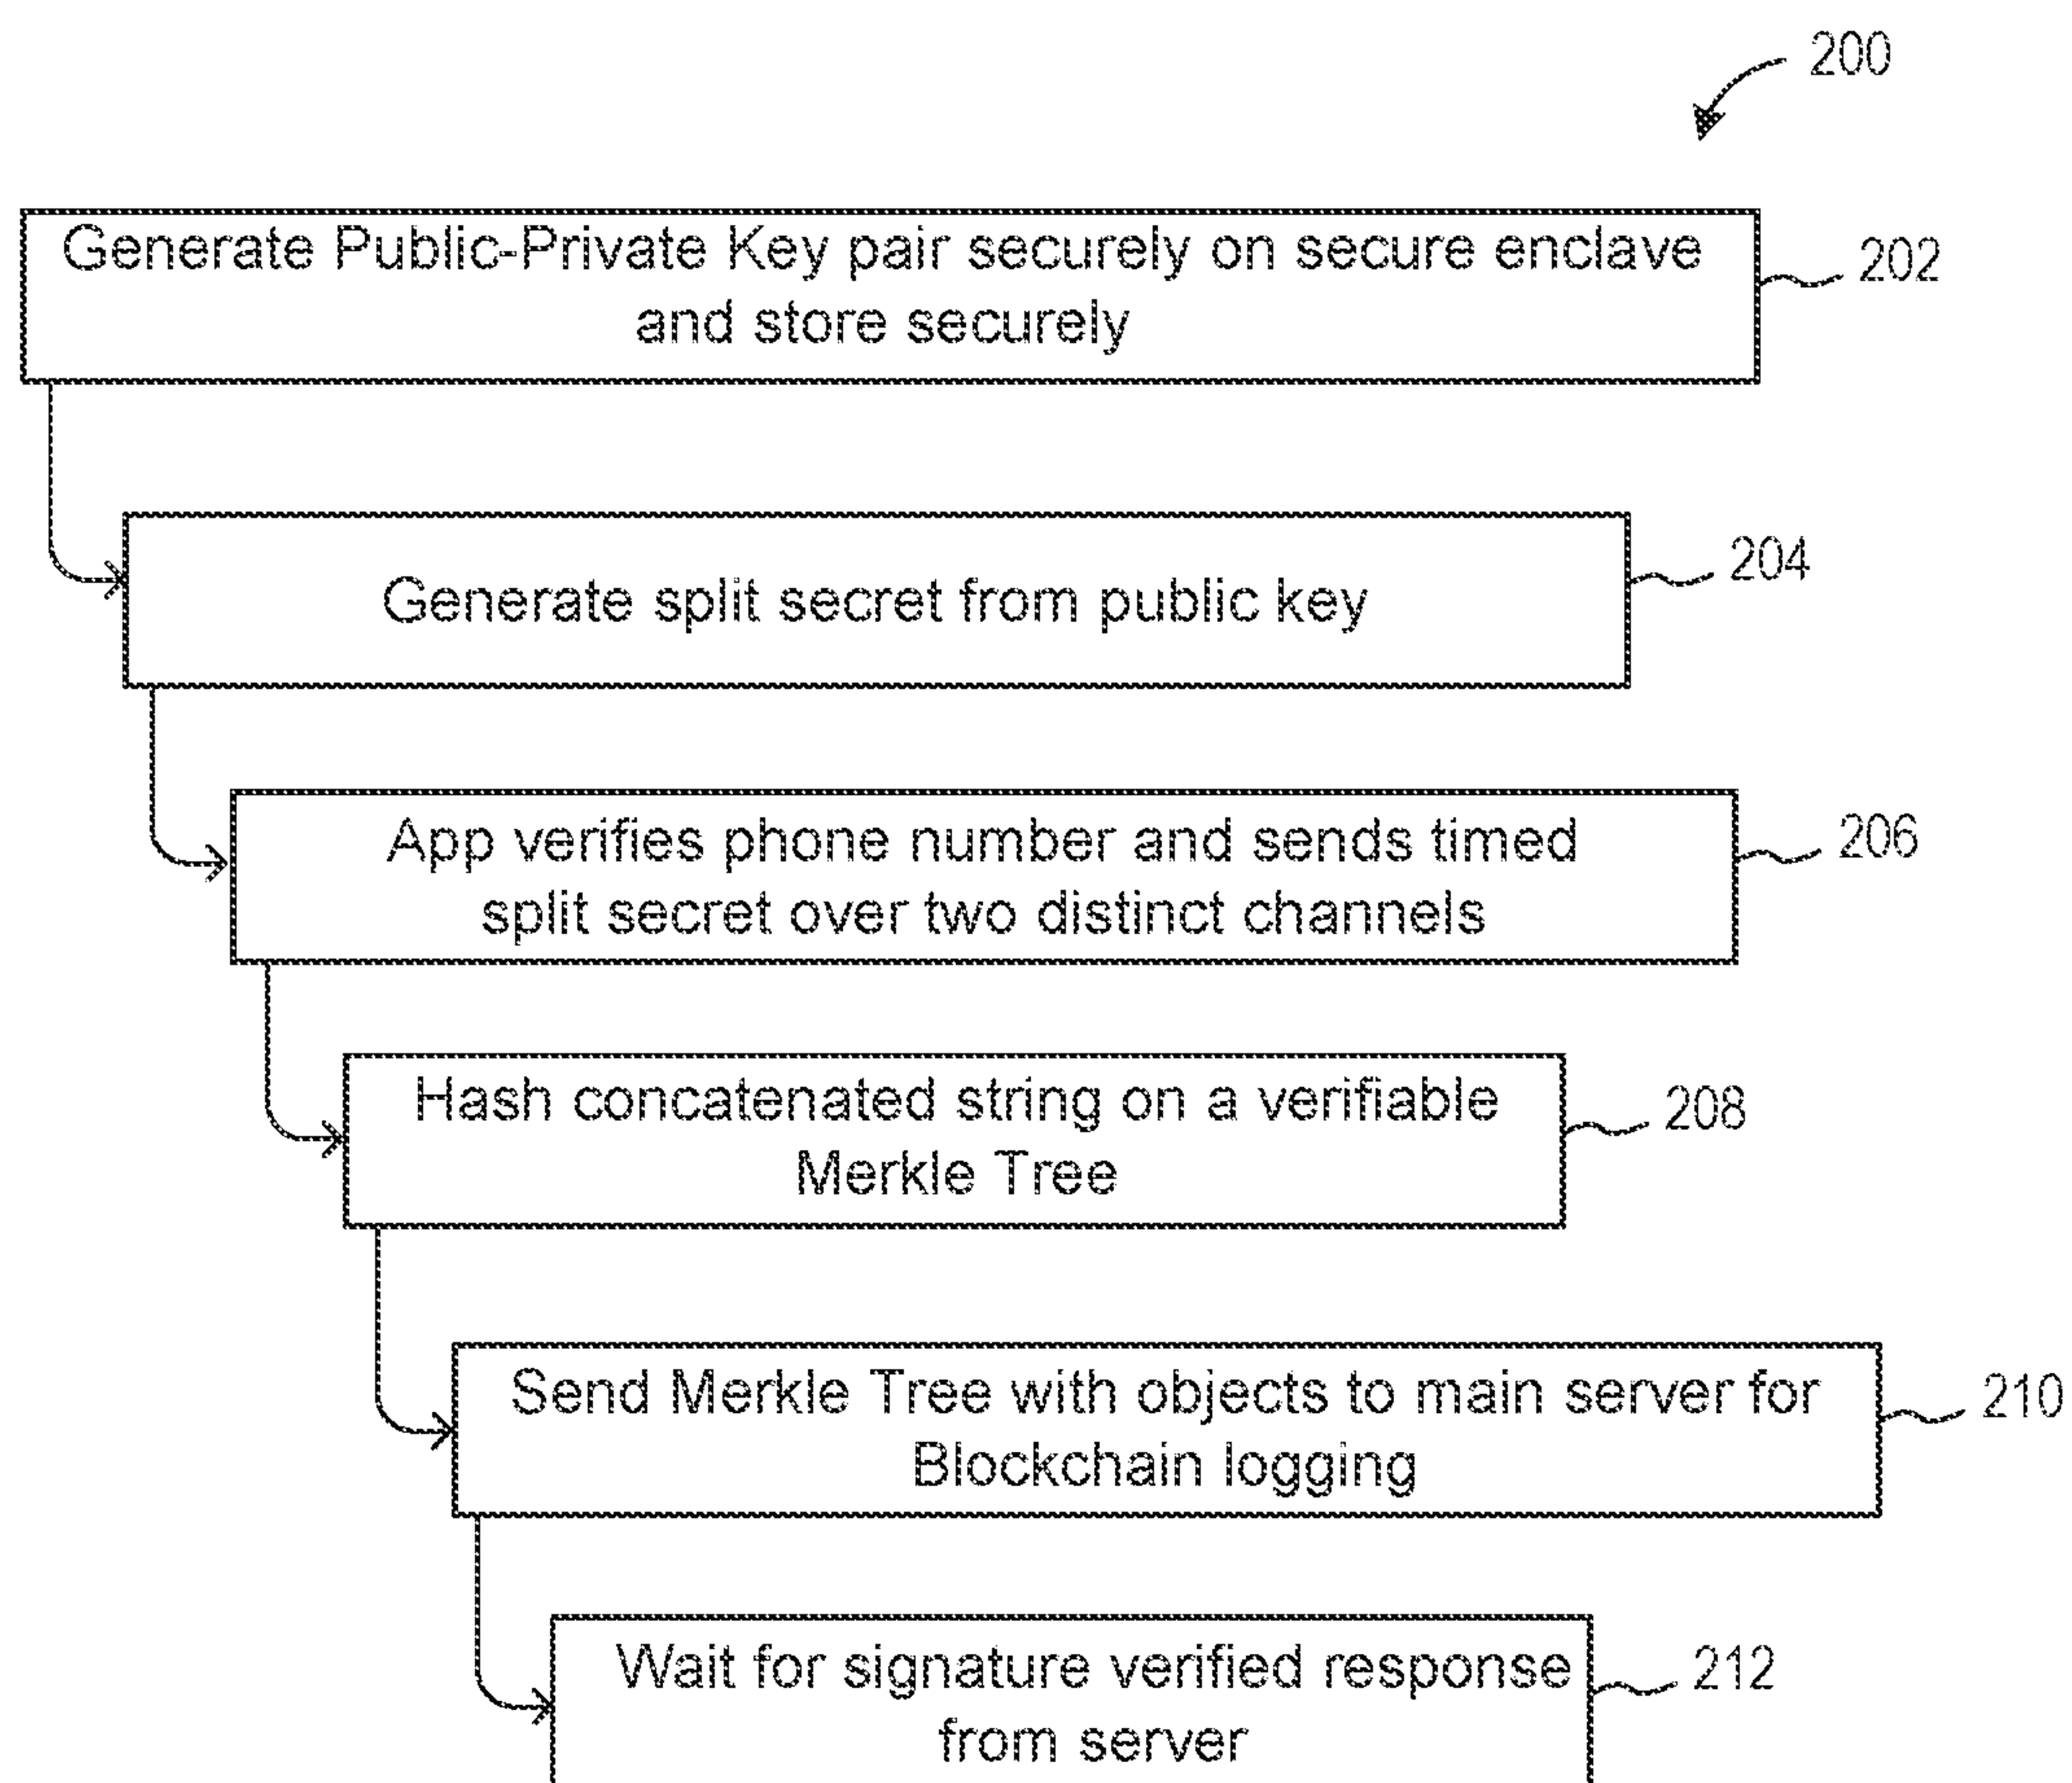 200
Generate Public-Private Key pair securely on secure enclave
and store securely
202
Generate split secret from public key
204
App verifies phone number and sends timed
split secret over two distinct channels
206
Hash concatenated string on a verifiable
Merkle Tree
208
Send Merkle Tree with objects to main server for
Blockchain logging
210
Wait for signature verified response
from server
212